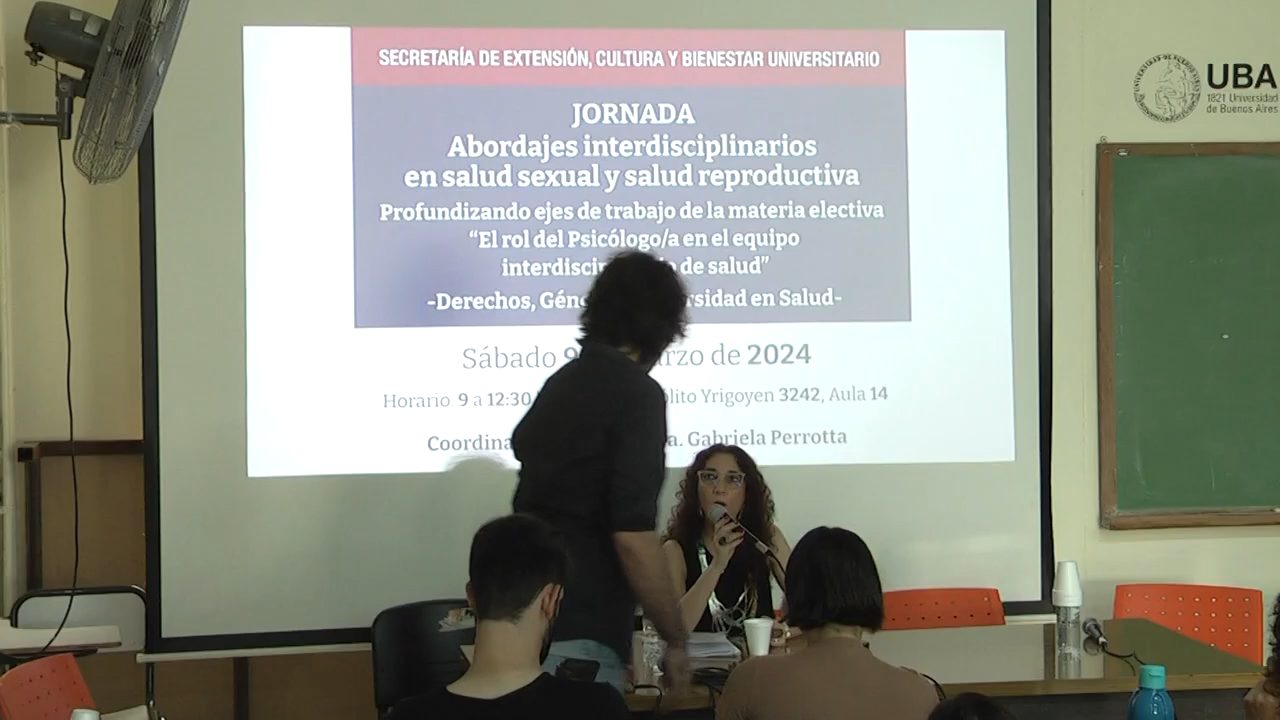 SECRETARÍA DE EXTENSIÓN, CULTURA Y BIENESTAR UNIVERSITARIO
JORNADA
Abordajes interdisciplinarios
en salud sexual y salud reproductiva
Profundizando ejes de trabajo de la materia electiva
“El rol del Psicólogo/a en el equipo
de salud”
-Derechos, en Salud-
Sábado 9 de 2024
Horario 9 a 12:30 Yrigoyen 3242, Aula 14
Gabriela Perrotta
UBA
1821 Universidad
de Buenos Aires